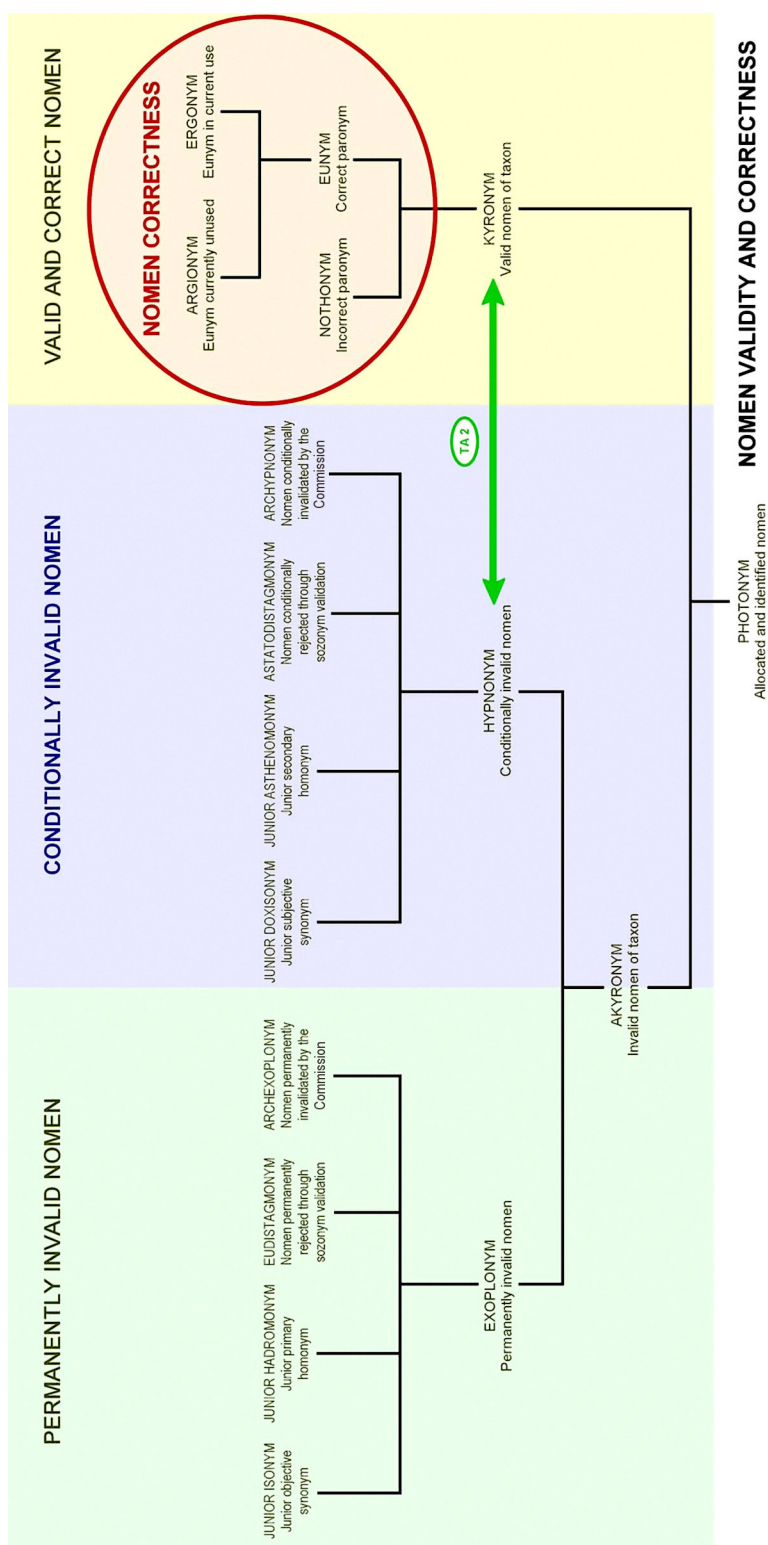 PERMANENTLY INVALID NOMEN
CONDITIONALLY INVALID NOMEN
VALID AND CORRECT NOMEN
NOMEN CORRECTNESS
ARGIONYM
Eunym currently unused
ERGONYM
Eunym in current use
JUNIOR ISONYM
Junior objective
synonym
JUNIOR HADROMONYM
Junior primary
homonym
EUDISTAGMONYM
Nomen permanently
rejected through
sozonym validation
ARCHEXOPLONYM
Nomen permanently
invalidated by the
Commission
JUNIOR DOXISONYM
Junior subjective
synonym
JUNIOR ASTHENOMONYM
Junior secondary
homonym
ASTATODISTAGMONYM
Nomen conditionally
rejected through
sozonym validation
ARCHYPNONYM
Nomen conditionally
invalidated by the
Commission
NOTHONYM
Incorrect paronym
EUNYM
Correct paronym
TA 2
EXOPLONYM
Permanently invalid nomen
HYPNONYM
Conditionally invalid nomen
KYRONYM
Valid nomen of taxon
AKYRONYM
Invalid nomen of taxon
PHOTONYM
Allocated and identified nomen
NOMEN VALIDITY AND CORRECTNESS